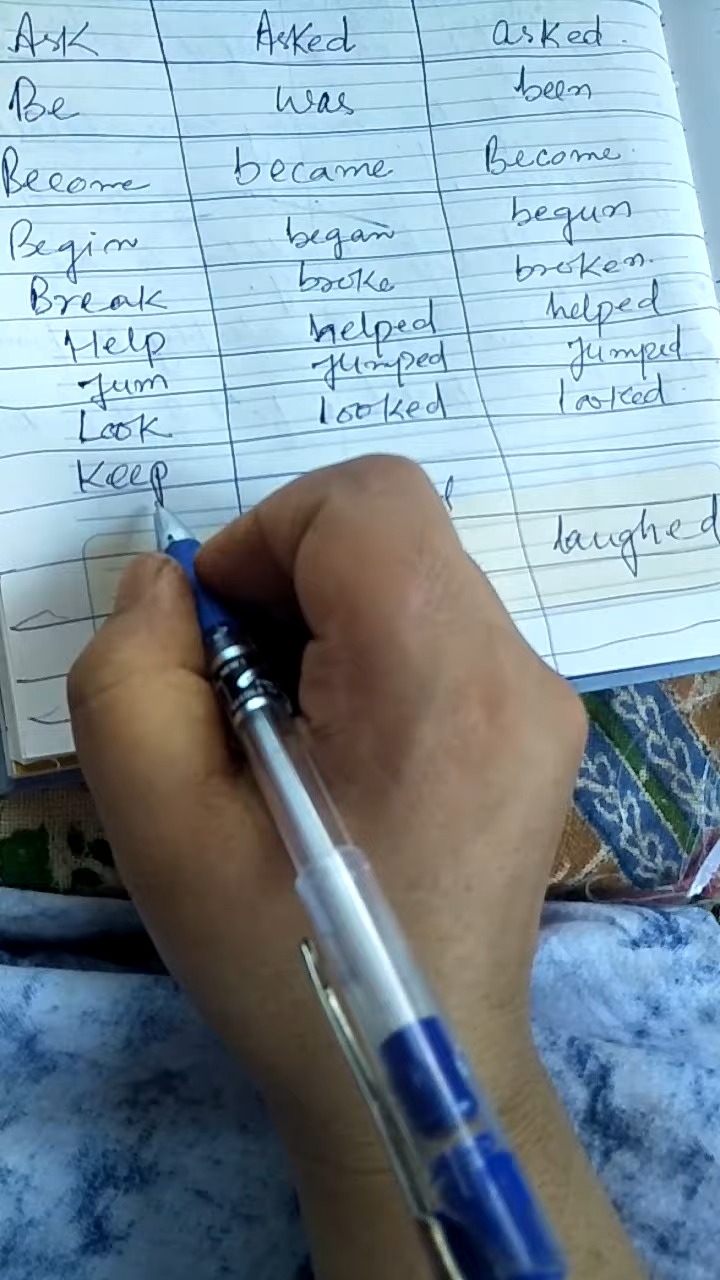 Ask Asked asked.
Be was been
Become became Become.
Begin began begun
Break broke broken.
Help helped helped
Jum Jumped Jumped
Look looked looked
Keep
laughed